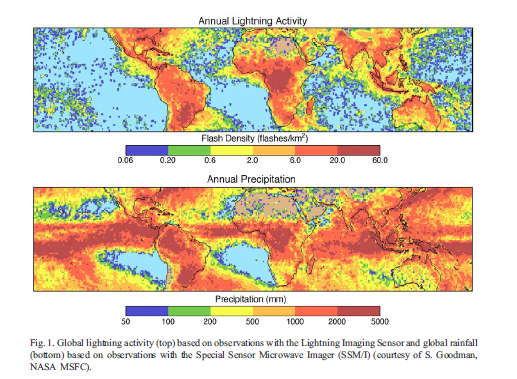 Annual Lightning Activity
Flash Density (flashes/km²)
0.06 0.20 0.6 2.0 6.0 20.0 60.0
Annual Precipitation
Precipitation (mm)
50 100 200 500 1000 2000 5000
Fig. 1. Global lightning activity (top) based on observations with the Lightning Imaging Sensor and global rainfall
(bottom) based on observations with the Special Sensor Microwave Imager (SSM/I) (courtesy of S. Goodman,
NASA MSFC).